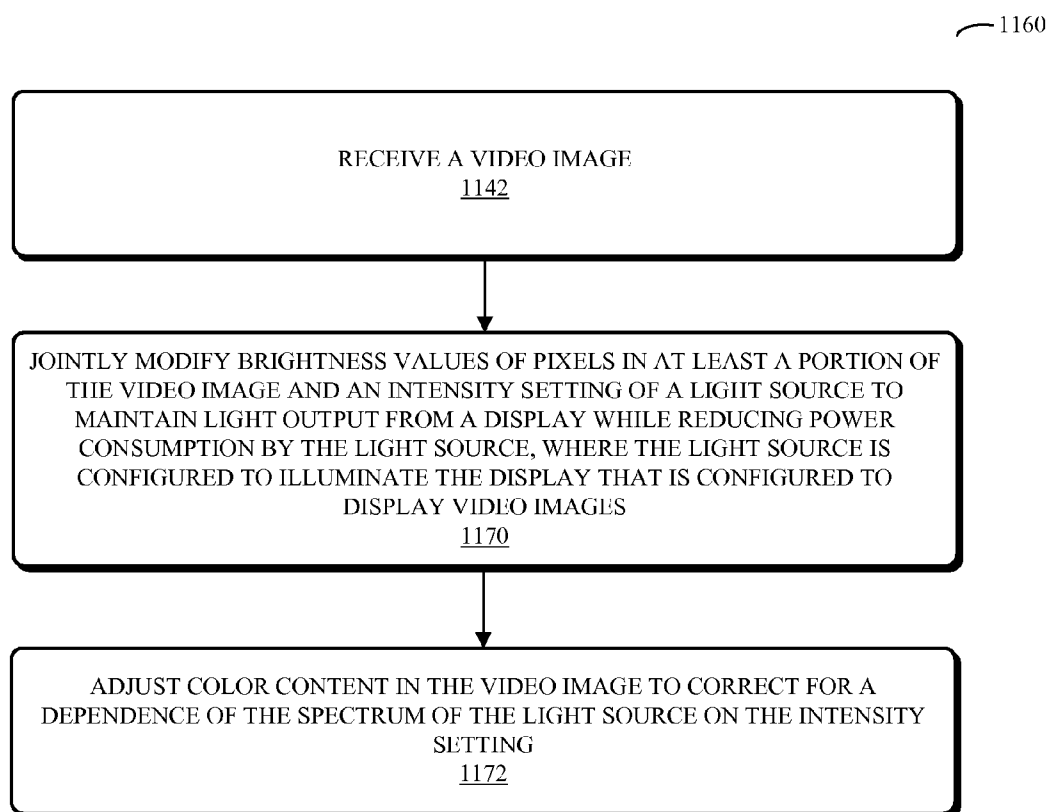 1160
RECEIVE A VIDEO IMAGE
1142
JOINTLY MODIFY BRIGHTNESS VALUES OF PIXELS IN AT LEAST A PORTION OF
THE VIDEO IMAGE AND AN INTENSITY SETTING OF A LIGHT SOURCE TO
MAINTAIN LIGHT OUTPUT FROM A DISPLAY WHILE REDUCING POWER
CONSUMPTION BY THE LIGHT SOURCE, WHERE THE LIGHT SOURCE IS
CONFIGURED TO ILLUMINATE THE DISPLAY THAT IS CONFIGURED TO
DISPLAY VIDEO IMAGES
1170
ADJUST COLOR CONTENT IN THE VIDEO IMAGE TO CORRECT FOR A
DEPENDENCE OF THE SPECTRUM OF THE LIGHT SOURCE ON THE INTENSITY
SETTING
1172